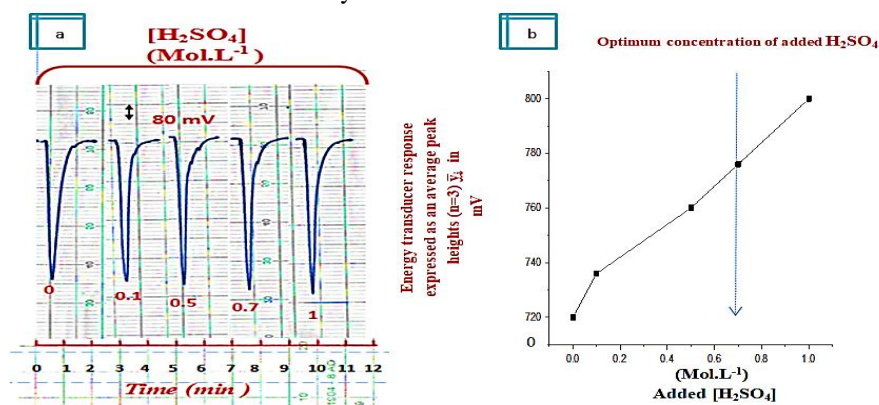 a
[H₂SO₄]
(Mol.L⁻¹)
80 mV
0
0.1
0.5
0.7
1
0 1 2 3 4 5 6 7 8 9 10 11 12
Time (min)
b
Optimum concentration of added H₂SO₄
Energy transducer response
expressed as an average peak
heights (n=3) ȳᵢ in
mV
800
780
760
740
720
O
0.0 0.2 0.4 0.6 0.8 1.0
(Mol.L⁻¹)
Added [H₂SO₄]